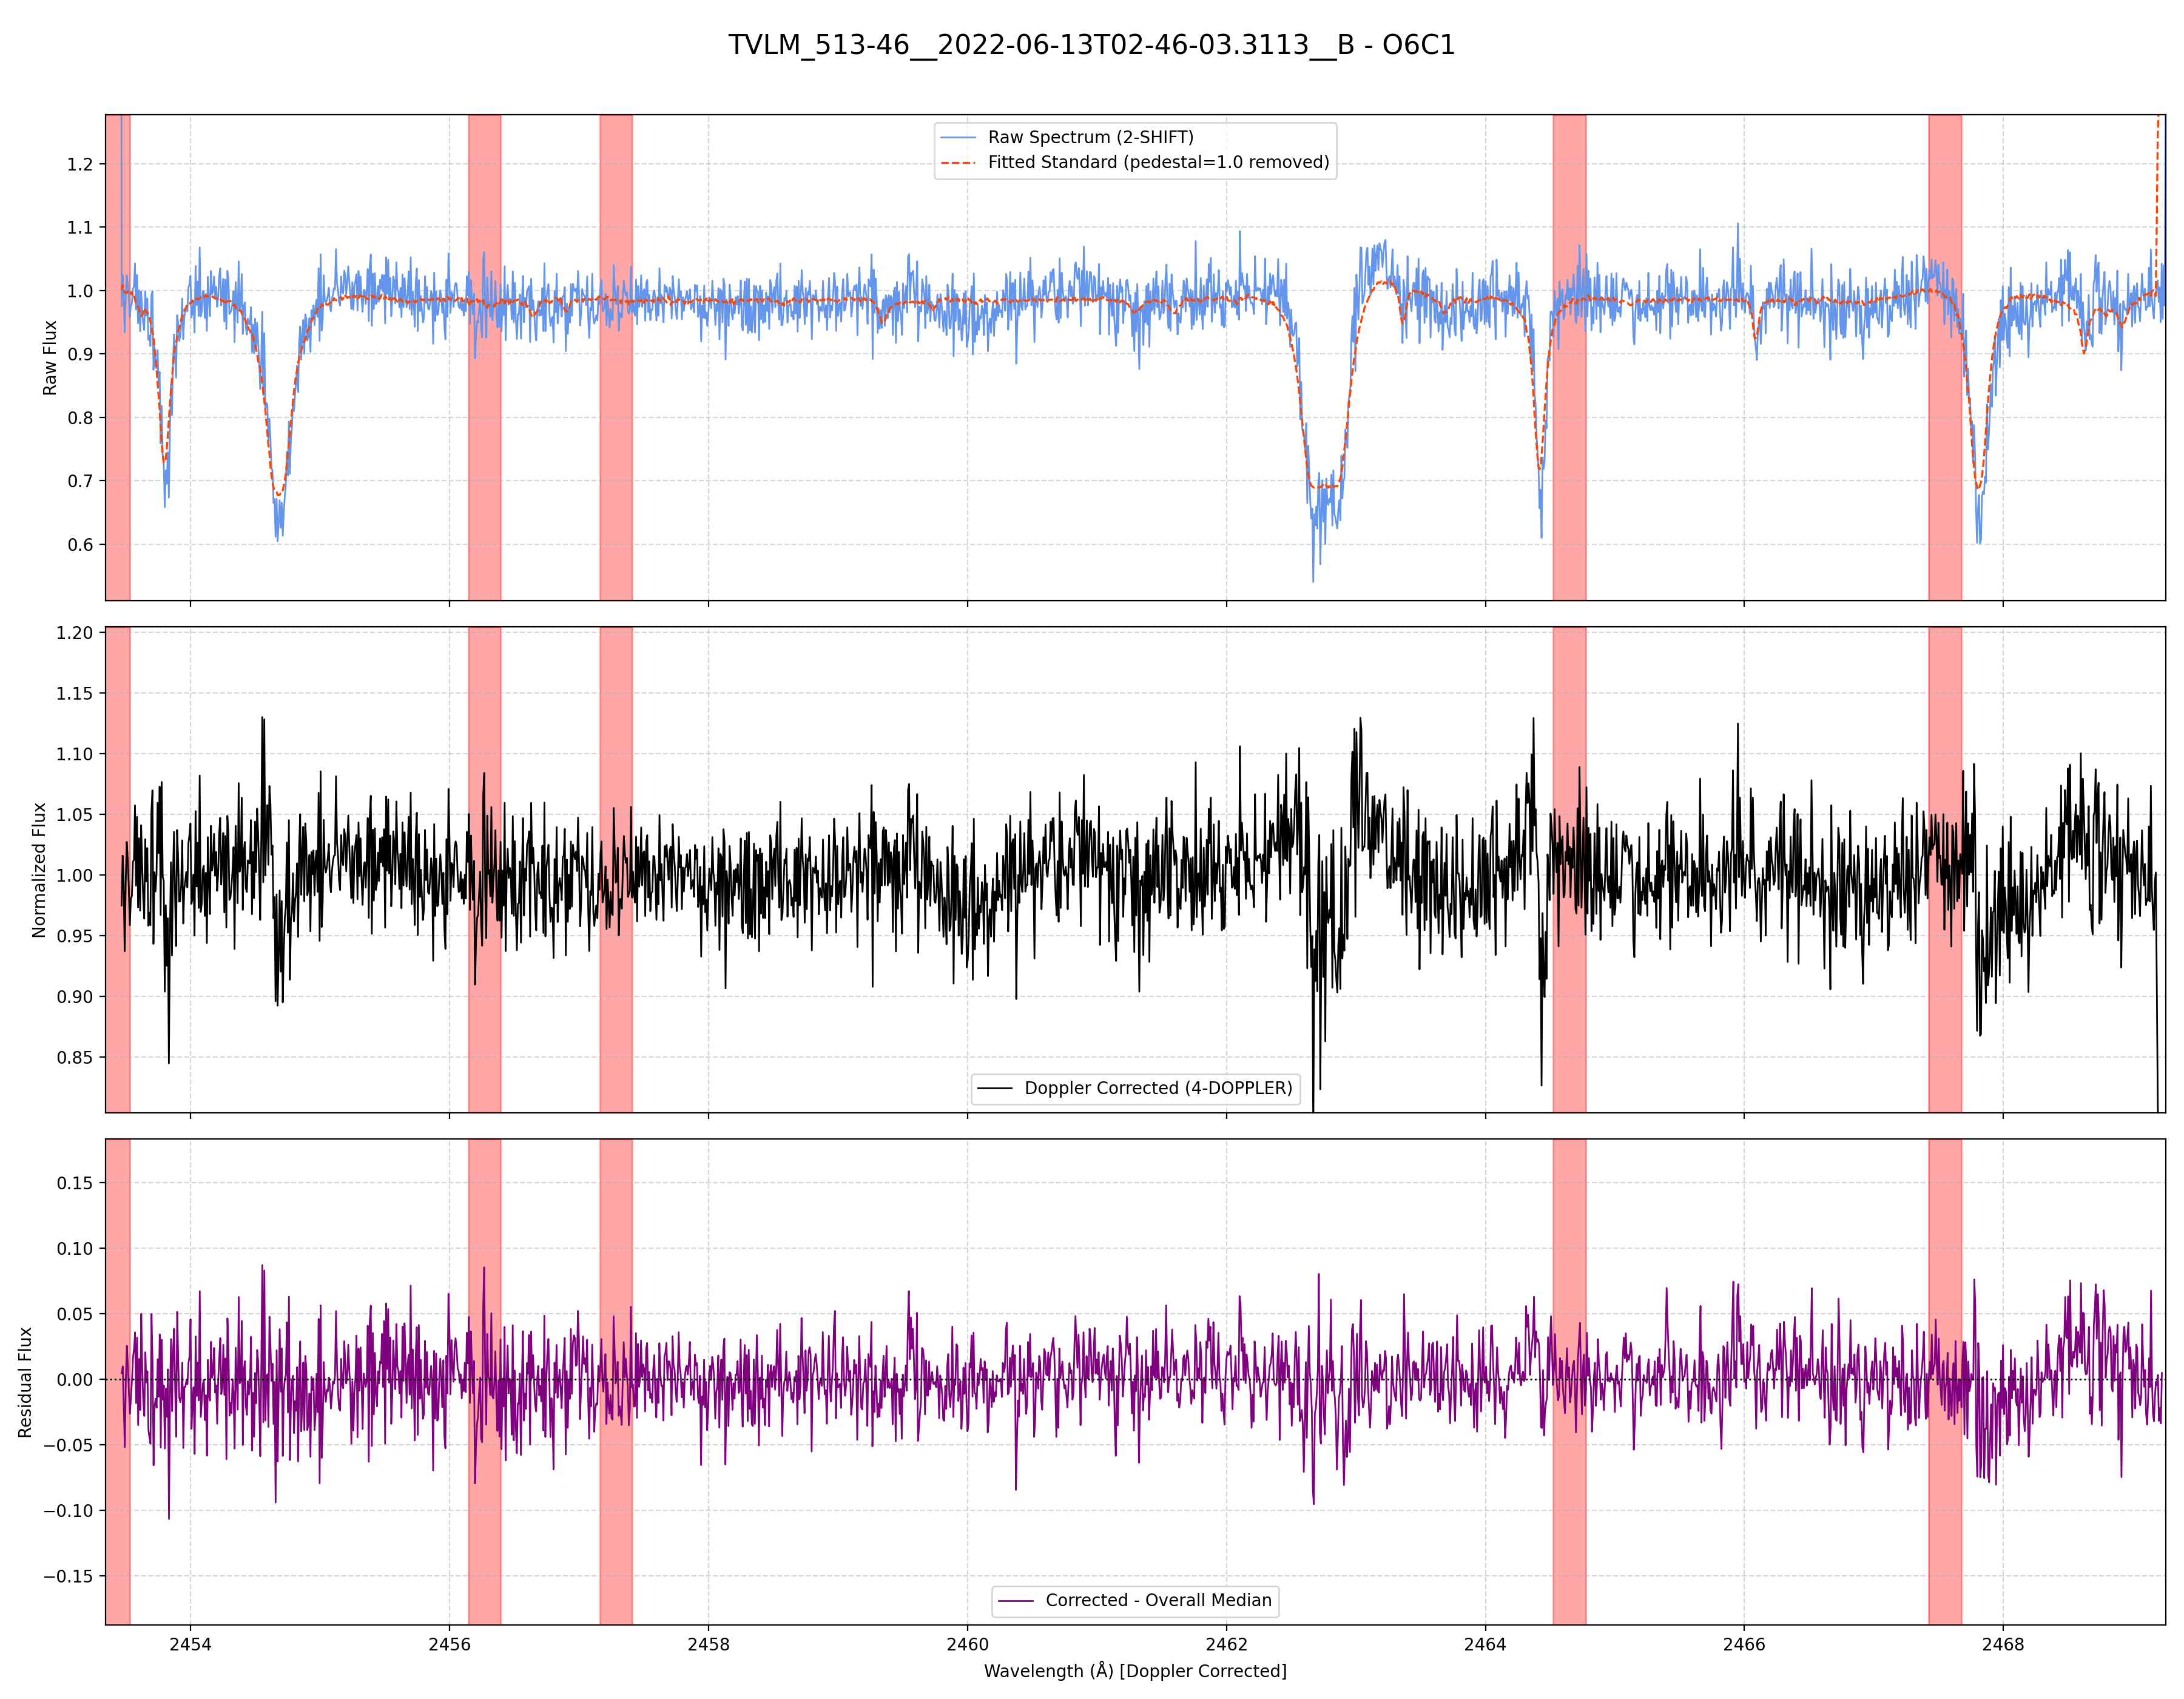 TVLM_513-46__2022-06-13T02-46-03.3113__B - O6C1
Raw Spectrum (2-SHIFT)
Fitted Standard (pedestal=1.0 removed)
1.2
1.1
1.0
0.9
0.8
0.7
0.6
Raw Flux
1.20
1.15
1.10
1.05
1.00
0.95
0.90
0.85
Normalized Flux
Doppler Corrected (4-DOPPLER)
0.15
0.10
0.05
0.00
−0.05
−0.10
−0.15
Residual Flux
Corrected - Overall Median
2454 2456 2458 2460 2462 2464 2466 2468
Wavelength (Å) [Doppler Corrected]